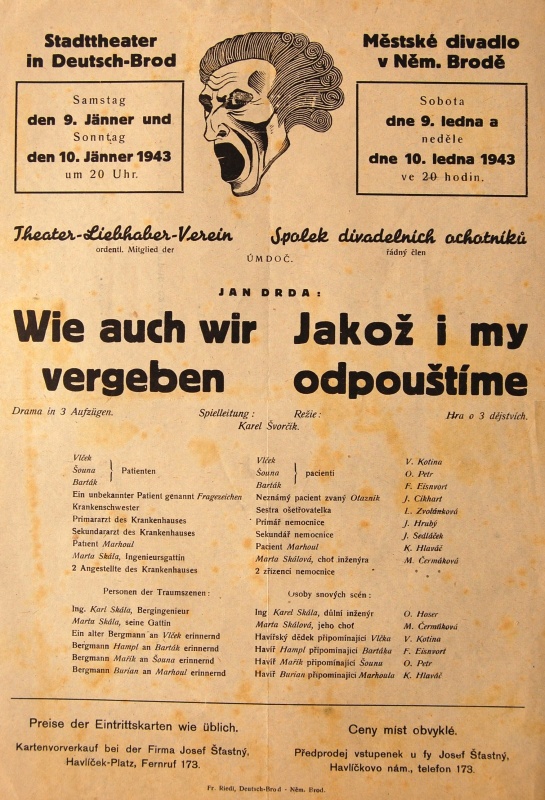 Stadttheater
in Deutsch-Brod
Samstag
den 9. Jänner und
Sonntag
den 10. Jänner 1943
um 20 Uhr.
Městské divadlo
v Něm. Brodě
Sobota
dne 9. ledna a
neděle
dne 10. ledna 1943
ve 20 hodin.
Theater-Liebhaber-Verein
ordentl. Mitglied der
Spolek divadelních ochotníků
řádný člen
ÚMDOČ.
JAN DRDA:
Wie auch wir
vergeben
Jakož i my
odpouštíme
Drama in 3 Aufzügen.
Spielleitung: Režie:
Karel Švorčík.
Hra o 3 dějstvích.
Vlček
Šouna Patienten
Barták
Ein unbekannter Patient genannt Fragezeichen
Krankenschwester
Primararzt des Krankenhauses
Sekundararzt des Krankenhauses
Patient Marhoul
Marta Skála, Ingenieursgattin
2 Angestellte des Krankenhauses
Vlček V. Kotina
Šouna pacienti O. Petr
Barták F. Eisnvort
Neznámý pacient zvaný Otazník J. Cikhart
Sestra ošetřovatelka L. Zvolánková
Primář nemocnice J. Hrubý
Sekundář nemocnice J. Sedláček
Pacient Marhoul K. Hlaváč
Marta Skálová, choť inženýra M. Čermáková
2 zřízenci nemocnice * *
Personen der Traumszenen:
Ing. Karl Skála, Bergingenieur
Marta Skála, seine Gattin
Ein alter Bergmann an Vlček erinnernd
Bergmann Hampl an Barták erinnernd
Bergmann Mařík an Šouna erinnernd
Bergmann Burian an Marhoul erinnernd
Osoby snových scén:
Ing Karel Skála, důlní inženýr O. Hoser
Marta Skálová, jeho choť M. Čermáková
Havířský dědek připomínající Vlčka V. Kotina
Havíř Hampl připomínající Bartáka F. Eisnvort
Havíř Mařík připomínající Šounu O. Petr
Havíř Burian připomínající Marhoula K. Hlaváč
Preise der Eintrittskarten wie üblich.
Kartenvorverkauf bei der Firma Josef Šťastný,
Havlíček-Platz, Fernruf 173.
Ceny míst obvyklé.
Předprodej vstupenek u fy Josef Šťastný,
Havlíčkovo nám., telefon 173.
Fr. Riedl, Deutsch-Brod - Něm. Brod.